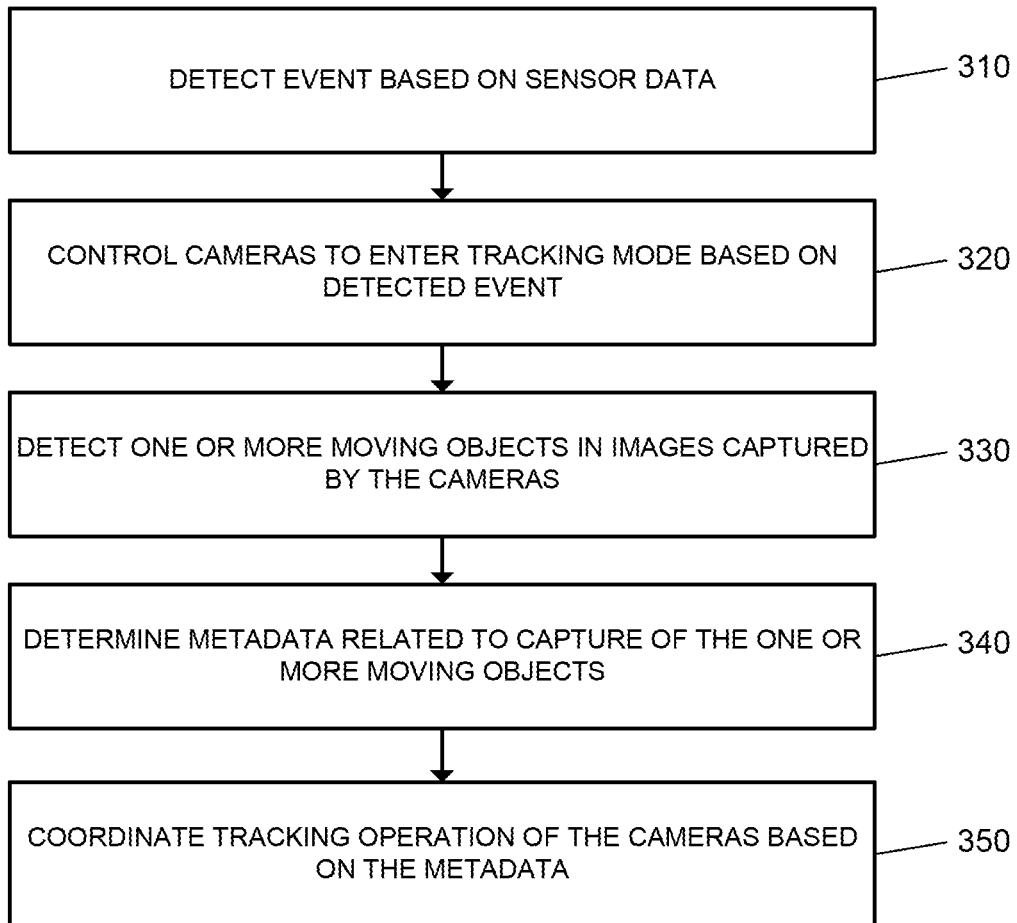 DETECT EVENT BASED ON SENSOR DATA
310
CONTROL CAMERAS TO ENTER TRACKING MODE BASED ON
DETECTED EVENT
320
DETECT ONE OR MORE MOVING OBJECTS IN IMAGES CAPTURED
BY THE CAMERAS
330
DETERMINE METADATA RELATED TO CAPTURE OF THE ONE OR
MORE MOVING OBJECTS
340
COORDINATE TRACKING OPERATION OF THE CAMERAS BASED
ON THE METADATA
350